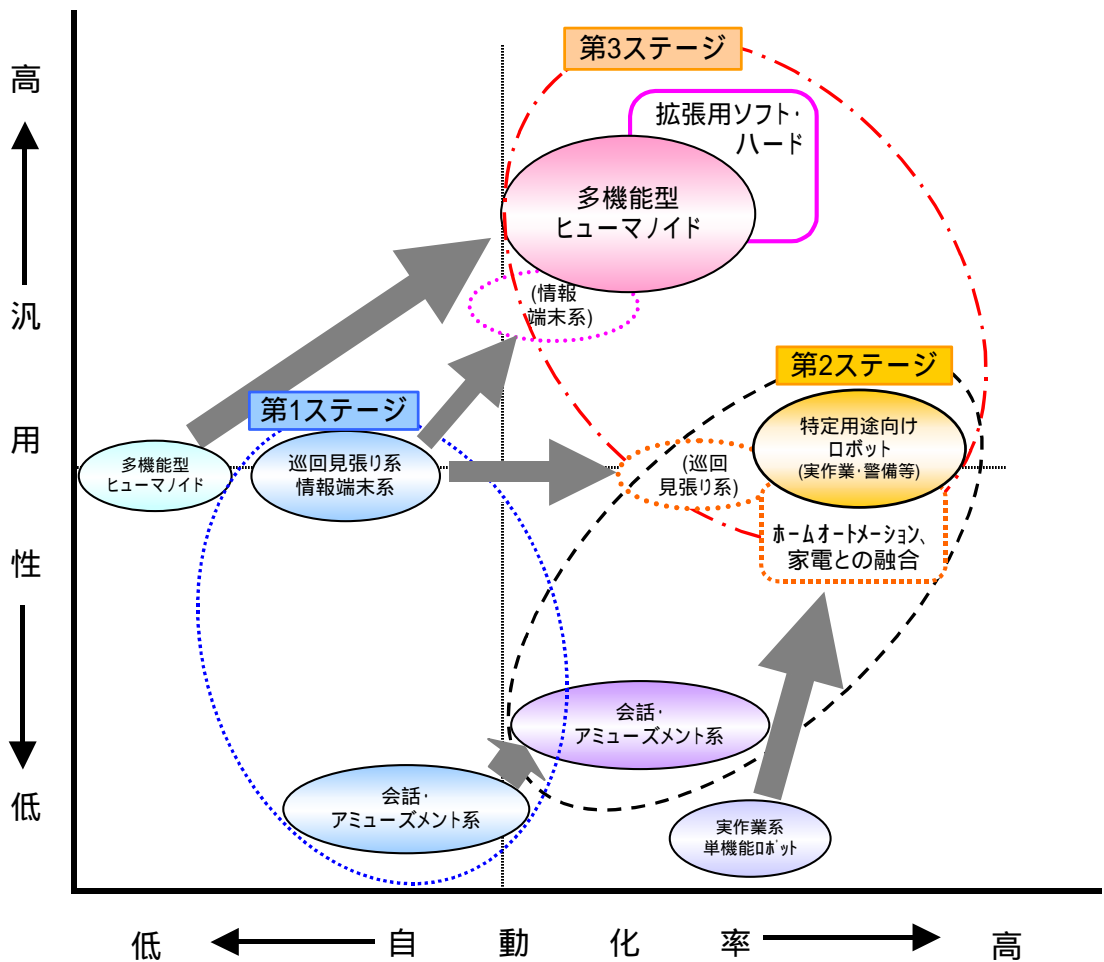 第3ステージ
高
拡張用ソフト・
ハード
多機能型
ヒューマノイド
(情報
端末系)
汎
第2ステージ
第1ステージ
特定用途向け
ロボット
(実作業・警備等)
用
多機能型
ヒューマノイド
巡回見張り系
情報端末系
(巡回
見張り系)
ホームオートメーション、
家電との融合
性
会話・
アミューズメント系
会話・
アミューズメント系
低
実作業系
単機能ロボット
低 自動化率 高